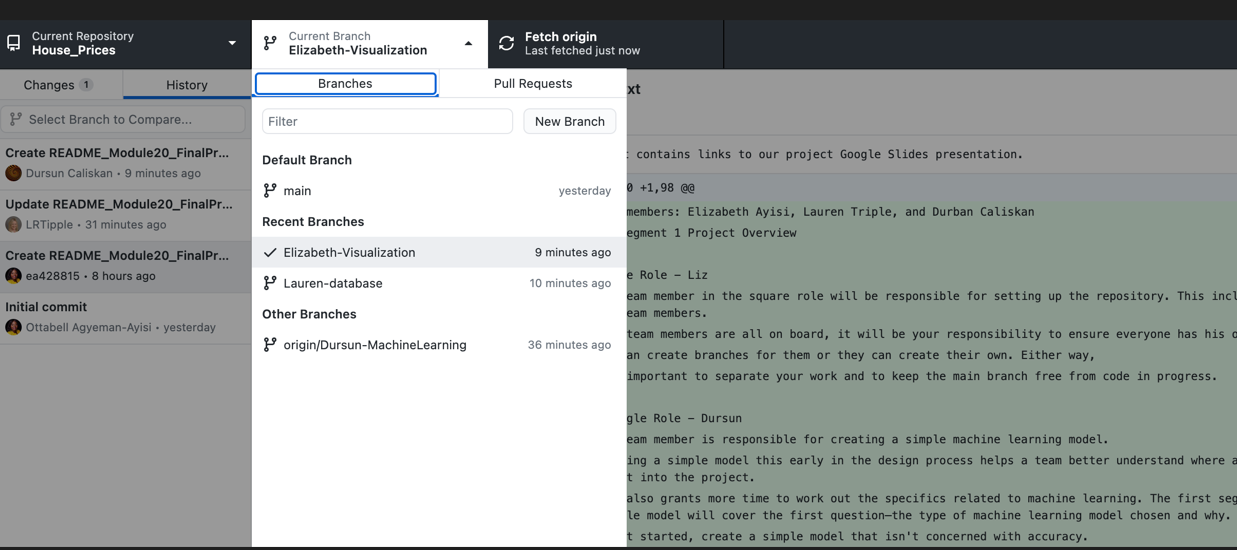 Current Repository
House_Prices
Current Branch
Elizabeth-Visualization
Fetch origin
Last fetched just now
Changes 1
History
Select Branch to Compare...
Create README_Module20_FinalPr...
Dursun Caliskan • 9 minutes ago
Update README_Module20_FinalPr...
LRTipple • 31 minutes ago
Create README_Module20_FinalPr...
ea428815 • 8 hours ago
Initial commit
Ottabell Agyeman-Ayisi • yesterday
Branches
Pull Requests
Filter
New Branch
Default Branch
main yesterday
Recent Branches
Elizabeth-Visualization 9 minutes ago
Lauren-database 10 minutes ago
Other Branches
origin/Dursun-MachineLearning 36 minutes ago
xt
contains links to our project Google Slides presentation.
0 +1,98 @@
members: Elizabeth Ayisi, Lauren Triple, and Durban Caliskan
egment 1 Project Overview
e Role – Liz
eam member in the square role will be responsible for setting up the repository. This incl
eam members.
team members are all on board, it will be your responsibility to ensure everyone has his o
an create branches for them or they can create their own. Either way,
important to separate your work and to keep the main branch free from code in progress.
gle Role – Dursun
eam member is responsible for creating a simple machine learning model.
ing a simple model this early in the design process helps a team better understand where a
t into the project.
also grants more time to work out the specifics related to machine learning. The first seg
le model will cover the first question—the type of machine learning model chosen and why.
t started, create a simple model that isn't concerned with accuracy.